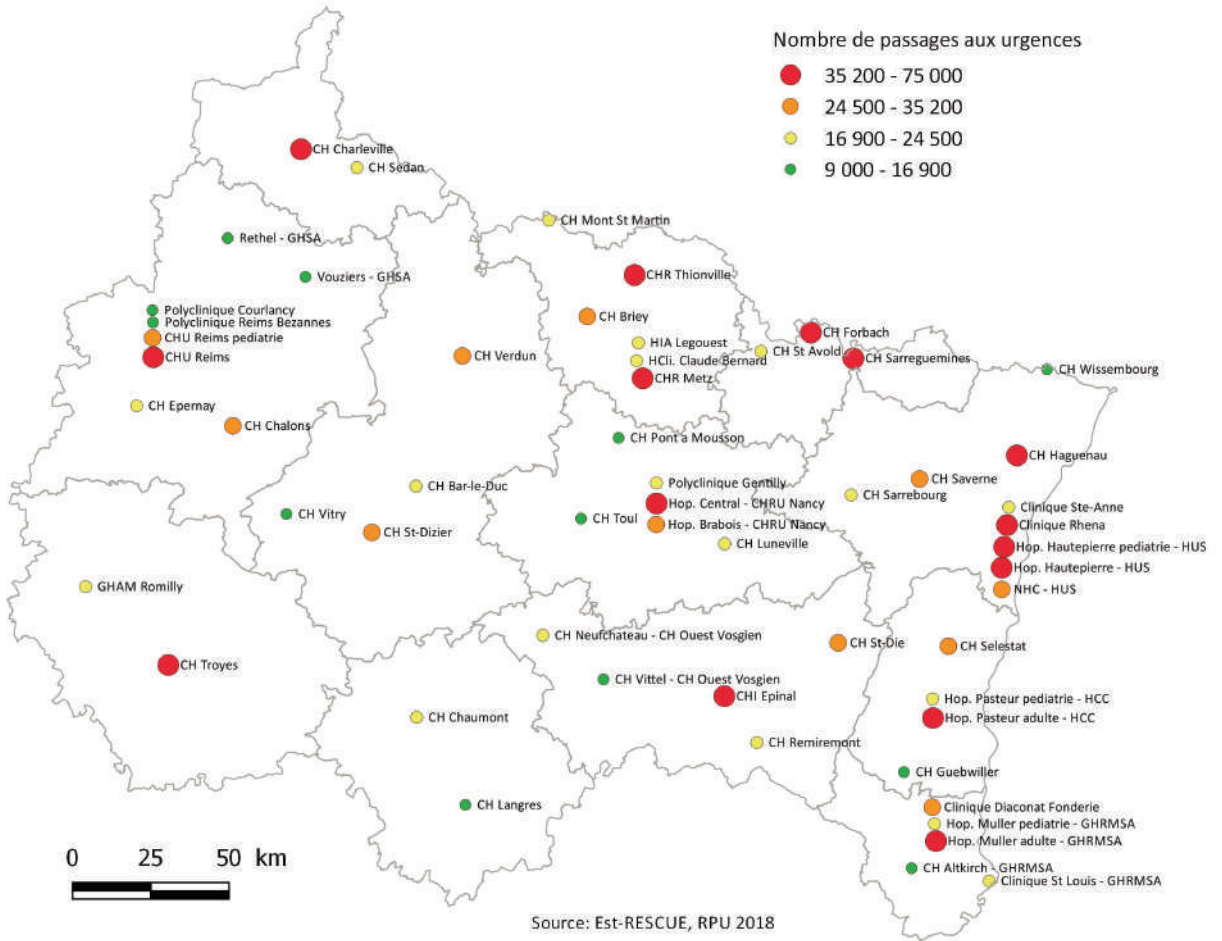 Nombre de passages aux urgences
35 200 - 75 000
24 500 - 35 200
16 900 - 24 500
9 000 - 16 900
CH Charleville
CH Sedan
CH Mont St Martin
Rethel - GHSA
Vouziers - GHSA
CHR Thionville
Polyclinique Courlancy
Polyclinique Reims Bezannes
CHU Reims pediatrie
CHU Reims
CH Briey
CH Forbach
HIA Legouest
CH St Avold
CH Verdun
CH Sarreguemines
HCli. Claude Bernard
CHR Metz
CH Wissembourg
CH Epernay
CH Chalons
CH Pont a Mousson
CH Haguenau
CH Bar-le-Duc
Polyclinique Gentilly
CH Saverne
CH Sarrebourg
Hop. Central - CHRU Nancy
Clinique Ste-Anne
CH Vitry
CH Toul
Hop. Brabois - CHRU Nancy
Clinique Rhena
CH St-Dizier
CH Luneville
Hop. Hautepierre pediatrie - HUS
Hop. Hautepierre - HUS
GHAM Romilly
NHC - HUS
CH Neufchateau - CH Ouest Vosgien
CH St-Die
CH Selestat
CH Troyes
CH Vittel - CH Ouest Vosgien
CHI Epinal
Hop. Pasteur pediatrie - HCC
Hop. Pasteur adulte - HCC
CH Chaumont
CH Remiremont
CH Guebwiller
CH Langres
Clinique Diaconat Fonderie
Hop. Muller pediatrie - GHRMSA
Hop. Muller adulte - GHRMSA
CH Altkirch - GHRMSA
Clinique St Louis - GHRMSA
0 25 50 km
Source: Est-RESCUE, RPU 2018